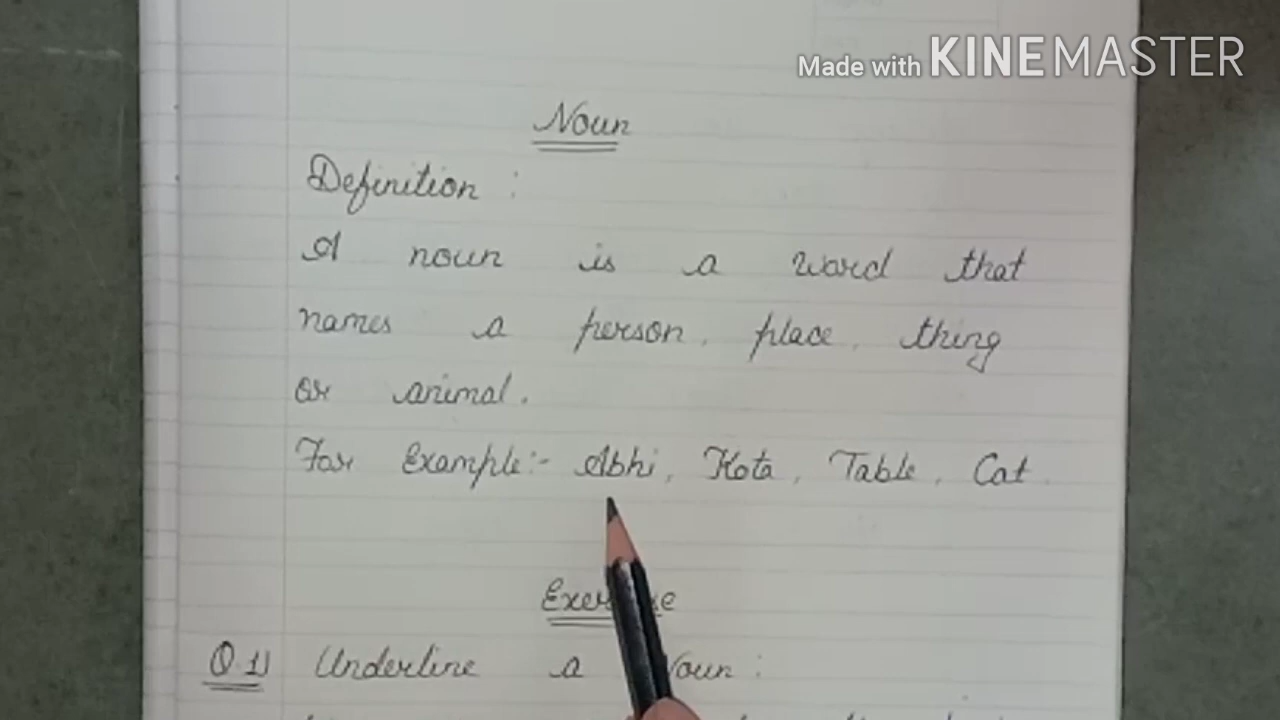 Made with KINEMASTER
Noun
Definition :
A noun is a word that
names a person, place, thing
or animal.
For Example:- Abhi, Kota, Table, Cat
Q.1) Underline a Noun :